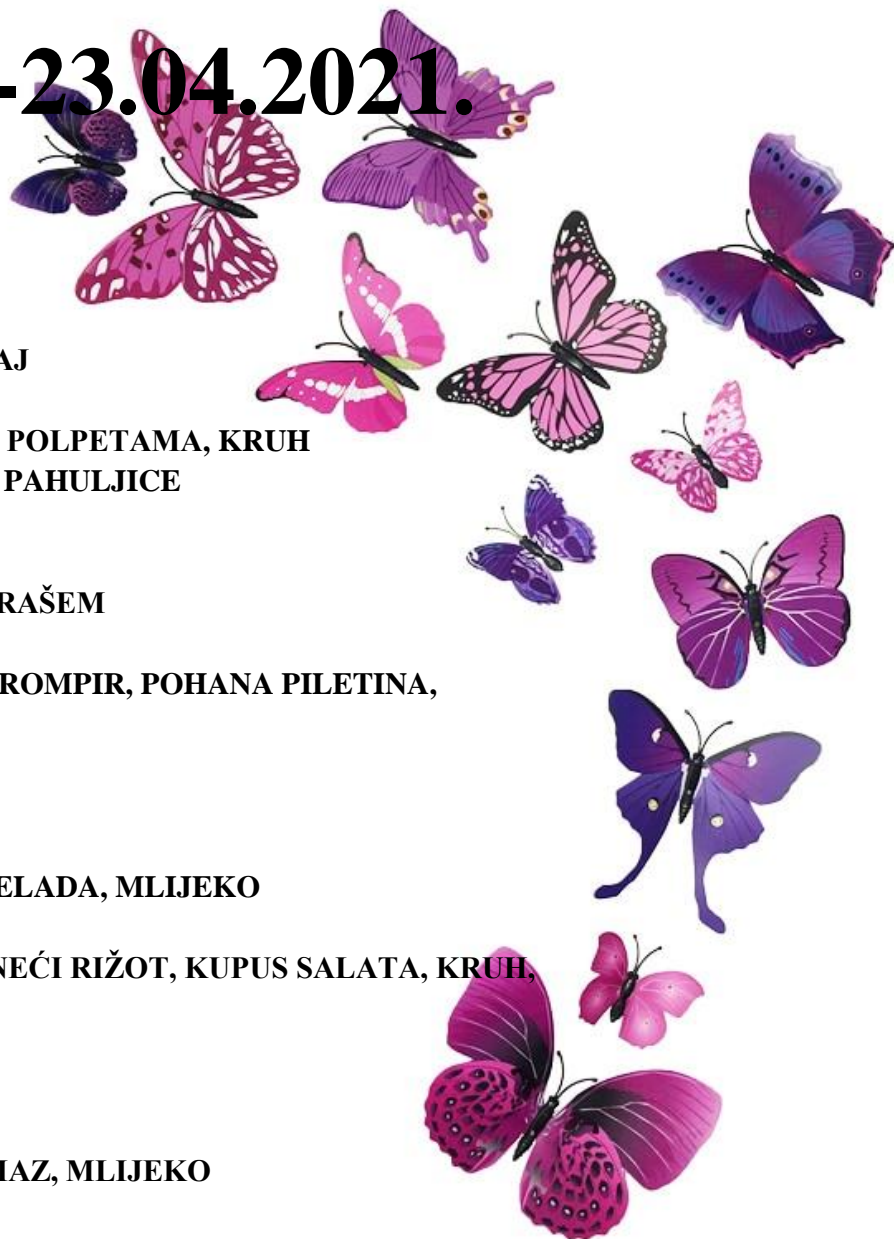 -23.04.2021.
AJ
POLPETAMA, KRUH
PAHULJICE
RAŠEM
ROMPIR, POHANA PILETINA,
ELADA, MLIJEKO
NEĆI RIŽOT, KUPUS SALATA, KRUH,
MAZ, MLIJEKO